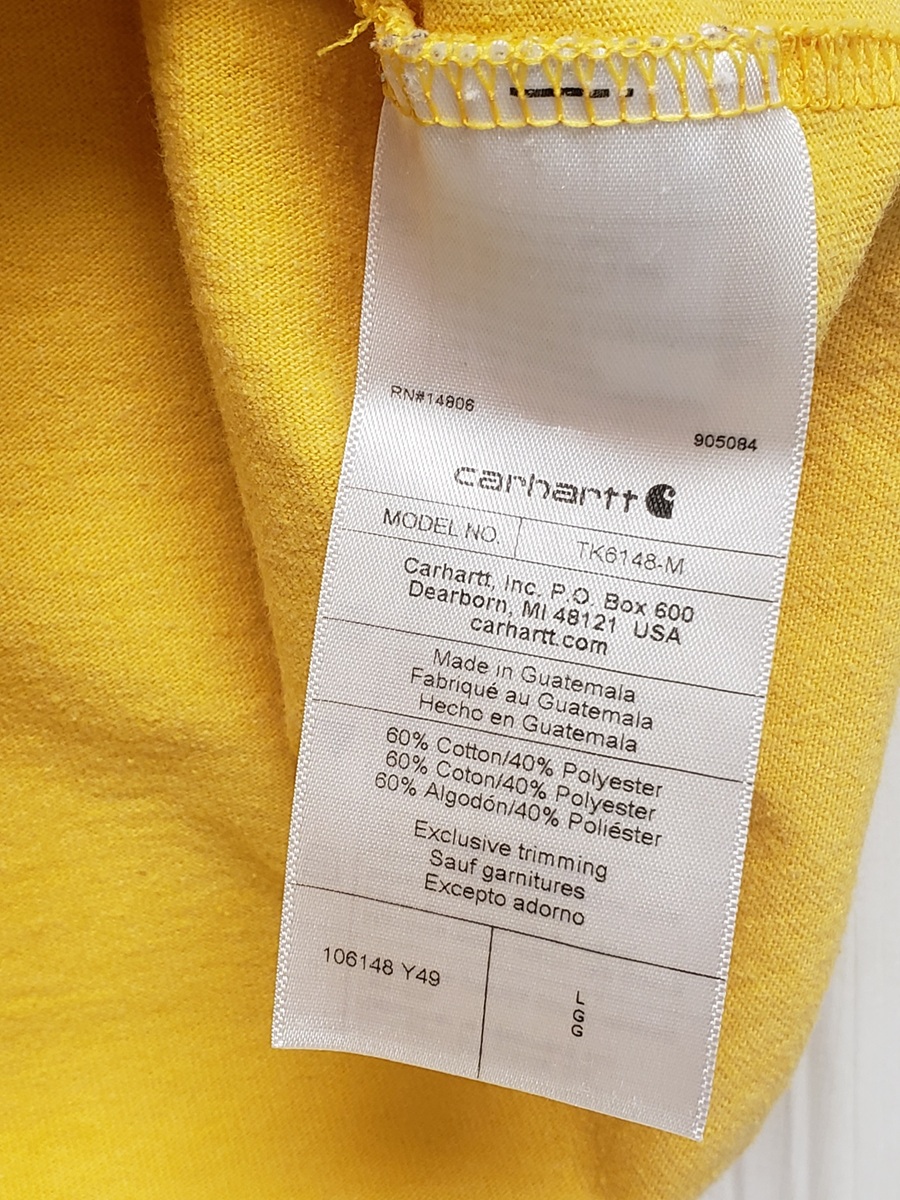 RN#14806
905084
carhartt
MODEL NO.
TK6148-M
Carhartt, Inc. P.O. Box 600
Dearborn, MI 48121 USA
carhartt.com
Made in Guatemala
Fabriqué au Guatemala
Hecho en Guatemala
60% Cotton/40% Polyester
60% Coton/40% Polyester
60% Algodón/40% Poliéster
Exclusive trimming
Sauf garnitures
Excepto adorno
106148 Y49
L
G
G